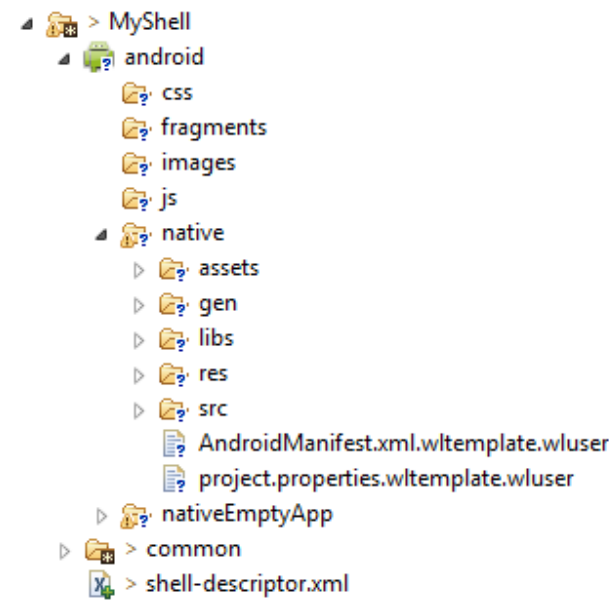 > MyShell
android
css
fragments
images
js
native
assets
gen
libs
res
src
AndroidManifest.xml.wltemplate.wluser
project.properties.wltemplate.wluser
nativeEmptyApp
> common
> shell-descriptor.xml